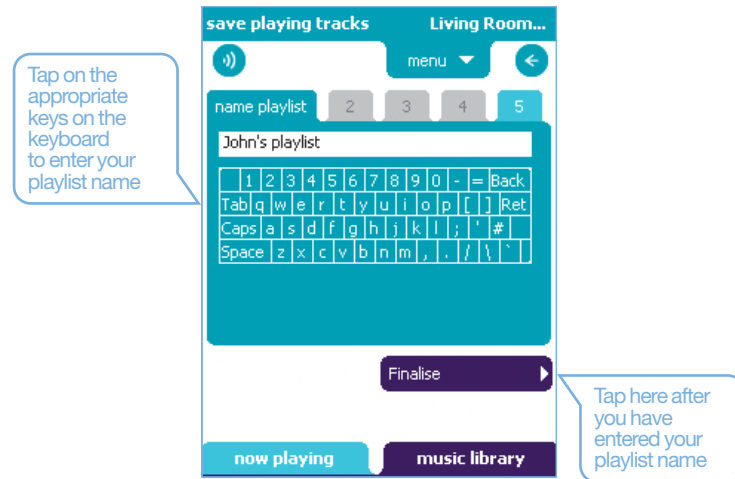 save playing tracks Living Room...
menu
name playlist 2 3 4 5
John's playlist
1 2 3 4 5 6 7 8 9 0 - = Back
Tab q w e r t y u i o p [ ] Ret
Caps a s d f g h j k l ; ' #
Space z x c v b n m , . / \ `
Finalise
now playing music library
Tap on the
appropriate
keys on the
keyboard
to enter your
playlist name
Tap here after
you have
entered your
playlist name